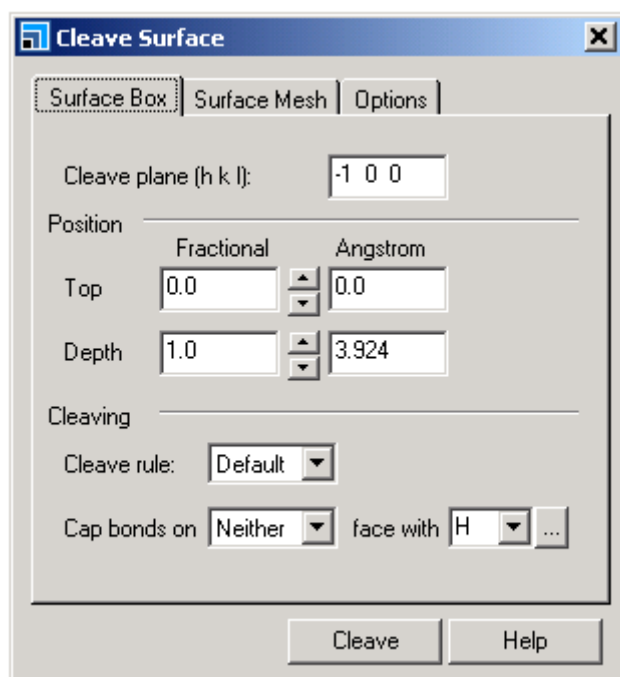 Cleave Surface
Surface Box Surface Mesh Options
Cleave plane (h k l): -1 0 0
Position
Fractional Angstrom
Top 0.0 0.0
Depth 1.0 3.924
Cleaving
Cleave rule: Default
Cap bonds on Neither face with H ...
Cleave Help